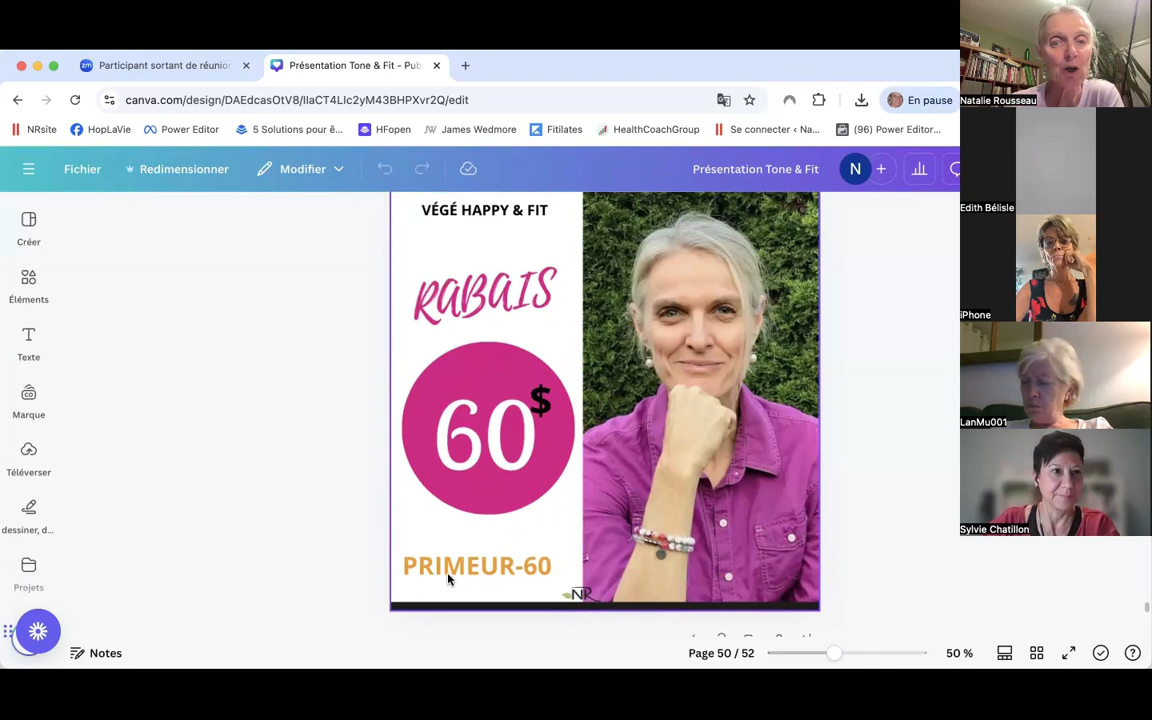 Participant sortant de réunio
Présentation Tone & Fit - Pub
canva.com/design/DAEdcasOtV8/IIaCT4LIc2yM43BHPXvr2Q/edit
En pause
NRsite
HopLaVie
Power Editor
5 Solutions pour ê...
HFopen
James Wedmore
Fitilates
HealthCoachGroup
Se connecter ‹ Na...
(96) Power Editor...
Fichier
Redimensionner
Modifier
Présentation Tone & Fit
N
Créer
Éléments
Texte
Marque
Téléverser
dessiner, d...
Projets
VÉGÉ HAPPY & FIT
RABAIS
60$
PRIMEUR-60
NR
Notes
Page 50 / 52
50 %
Natalie Rousseau
Edith Bélisle
iPhone
LanMu001
Sylvie Chatillon